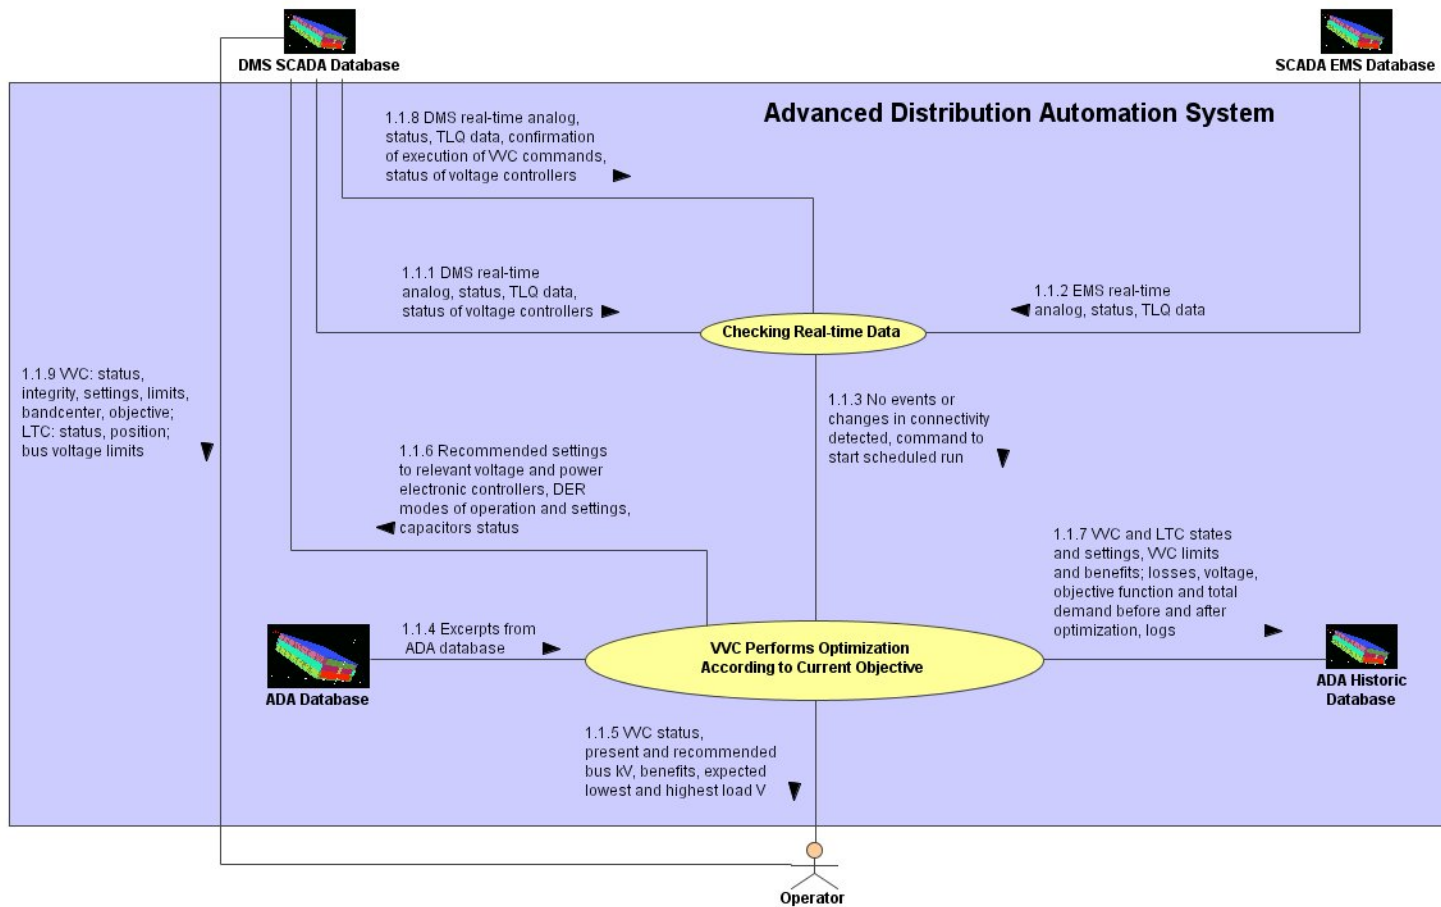 DMS SCADA Database
SCADA EMS Database
Advanced Distribution Automation System
1.1.8 DMS real-time analog,
status, TLQ data, confirmation
of execution of VVC commands,
status of voltage controllers
1.1.1 DMS real-time
analog, status, TLQ data,
status of voltage controllers
1.1.2 EMS real-time
analog, status, TLQ data
Checking Real-time Data
1.1.9 VVC: status,
integrity, settings, limits,
bandcenter, objective;
LTC: status, position;
bus voltage limits
1.1.3 No events or
changes in connectivity
detected, command to
start scheduled run
1.1.6 Recommended settings
to relevant voltage and power
electronic controllers, DER
modes of operation and settings,
capacitors status
1.1.7 VVC and LTC states
and settings, VVC limits
and benefits; losses, voltage,
objective function and total
demand before and after
optimization, logs
1.1.4 Excerpts from
ADA database
VVC Performs Optimization
According to Current Objective
ADA Database
ADA Historic
Database
1.1.5 VVC status,
present and recommended
bus kV, benefits, expected
lowest and highest load V
Operator